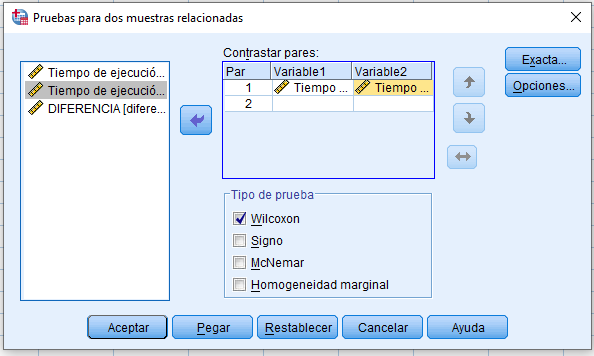 Pruebas para dos muestras relacionadas
Tiempo de ejecució...
Tiempo de ejecució...
DIFERENCIA [difere...
Contrastar pares:
Par Variable1 Variable2
1 Tiempo ... Tiempo ...
2
Exacta...
Opciones...
Tipo de prueba
Wilcoxon
Signo
McNemar
Homogeneidad marginal
Aceptar Pegar Restablecer Cancelar Ayuda